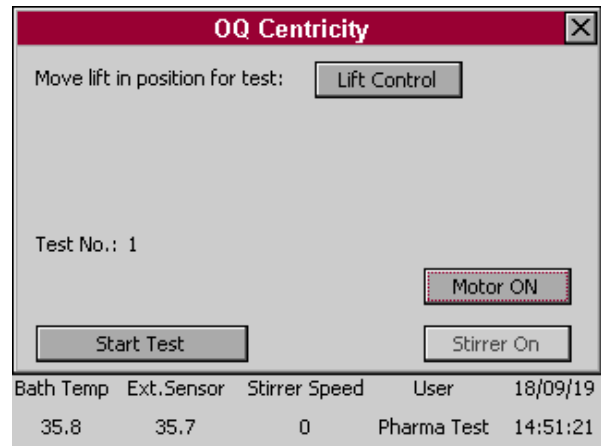 OQ Centricity
Move lift in position for test: Lift Control
Test No.: 1
Motor ON
Start Test Stirrer On
Bath Temp Ext.Sensor Stirrer Speed User 18/09/19
35.8 35.7 0 Pharma Test 14:51:21